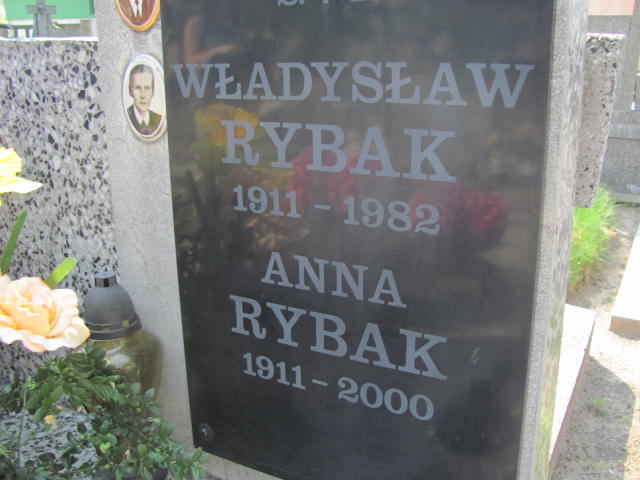 WŁADYSŁAW
RYBAK
1911 - 1982
ANNA
RYBAK
1911 - 2000